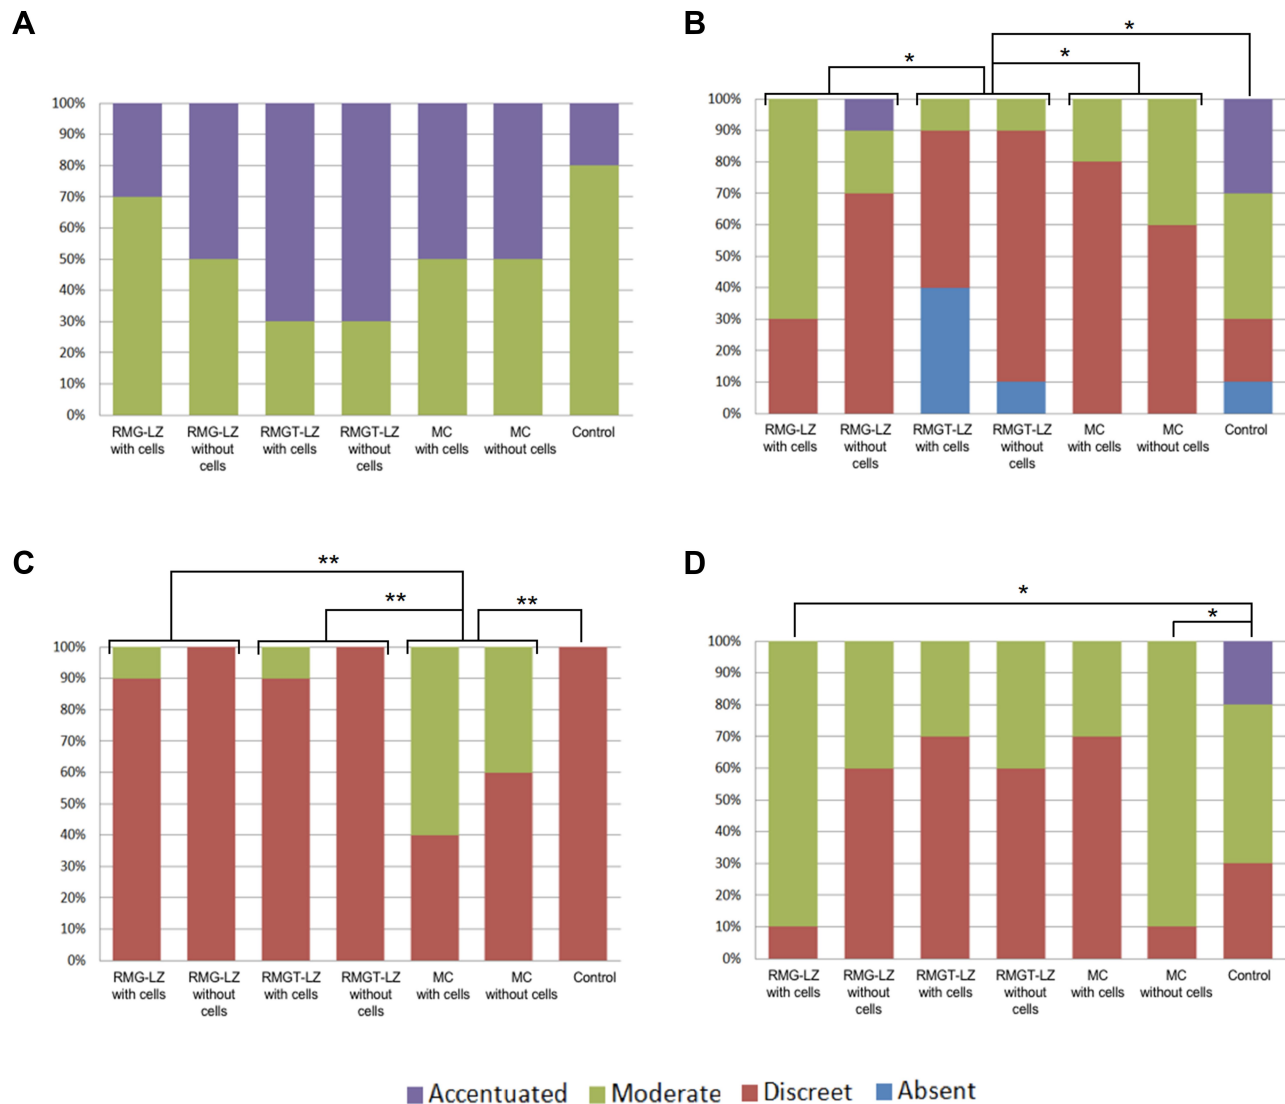 A
100%
90%
80%
70%
60%
50%
40%
30%
20%
10%
0%
RMG-LZ with cells
RMG-LZ without cells
RMGT-LZ with cells
RMGT-LZ without cells
MC with cells
MC without cells
Control
B
*
*
*
100%
90%
80%
70%
60%
50%
40%
30%
20%
10%
0%
RMG-LZ with cells
RMG-LZ without cells
RMGT-LZ with cells
RMGT-LZ without cells
MC with cells
MC without cells
Control
C
**
**
**
100%
90%
80%
70%
60%
50%
40%
30%
20%
10%
0%
RMG-LZ with cells
RMG-LZ without cells
RMGT-LZ with cells
RMGT-LZ without cells
MC with cells
MC without cells
Control
D
*
*
100%
90%
80%
70%
60%
50%
40%
30%
20%
10%
0%
RMG-LZ with cells
RMG-LZ without cells
RMGT-LZ with cells
RMGT-LZ without cells
MC with cells
MC without cells
Control
Accentuated Moderate Discreet Absent